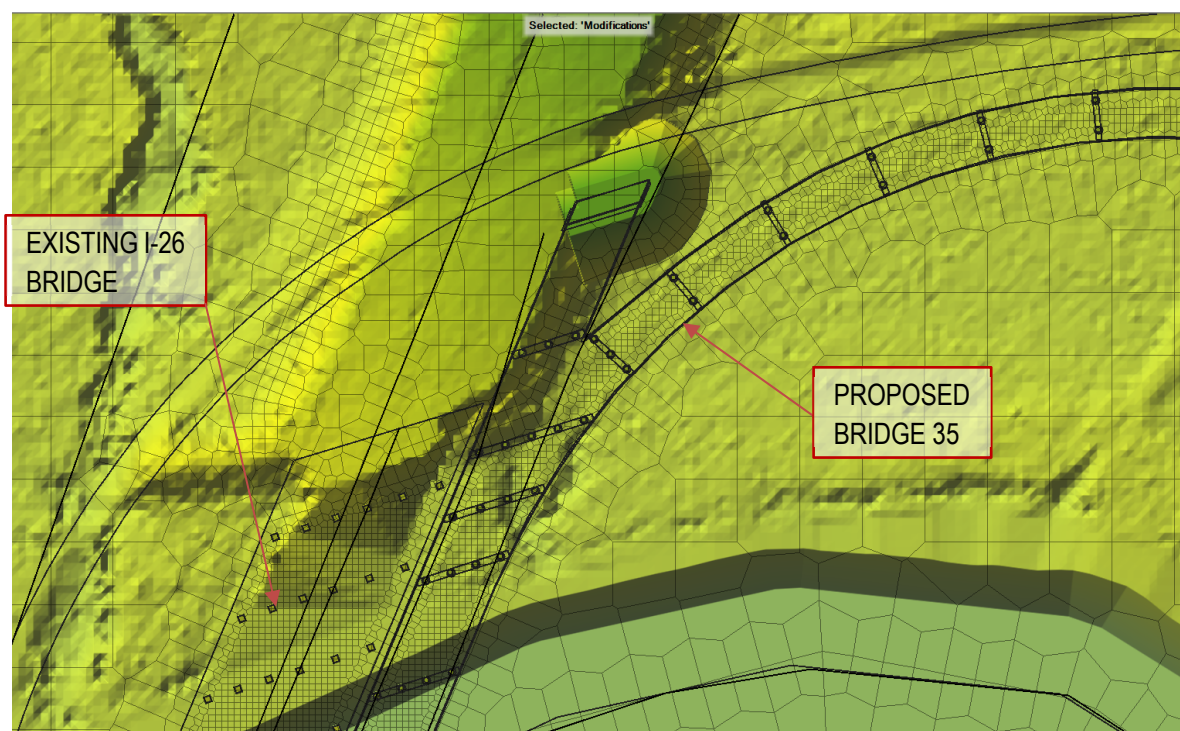 Selected: 'Modifications'
EXISTING I-26
BRIDGE
PROPOSED
BRIDGE 35